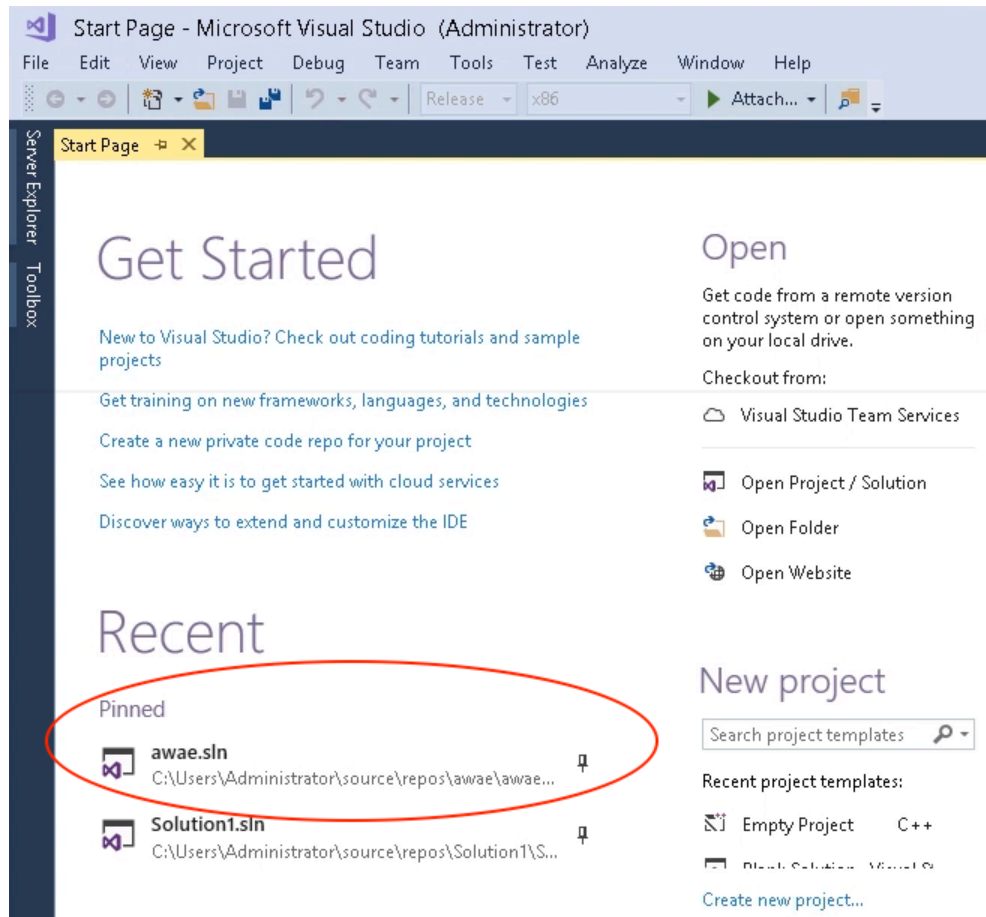 Start Page - Microsoft Visual Studio (Administrator)
File Edit View Project Debug Team Tools Test Analyze Window Help
Release x86 Attach...
Server Explorer
Toolbox
Start Page
Get Started
New to Visual Studio? Check out coding tutorials and sample
projects
Get training on new frameworks, languages, and technologies
Create a new private code repo for your project
See how easy it is to get started with cloud services
Discover ways to extend and customize the IDE
Recent
Pinned
awae.sln
C:\Users\Administrator\source\repos\awae\awae...
Solution1.sln
C:\Users\Administrator\source\repos\Solution1\S...
Open
Get code from a remote version
control system or open something
on your local drive.
Checkout from:
Visual Studio Team Services
Open Project / Solution
Open Folder
Open Website
New project
Search project templates
Recent project templates:
Empty Project C++
Create new project...